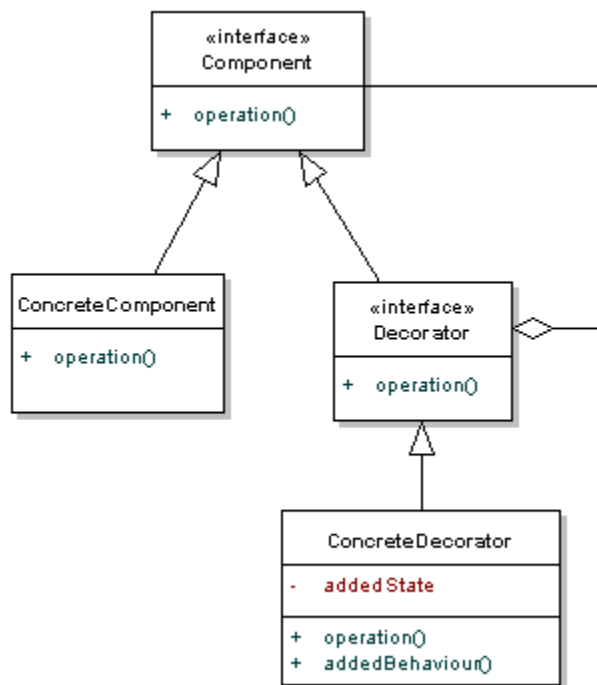 «interface»
Component
+ operation()
ConcreteComponent
+ operation()
«interface»
Decorator
+ operation()
ConcreteDecorator
- addedState
+ operation()
+ addedBehaviour()